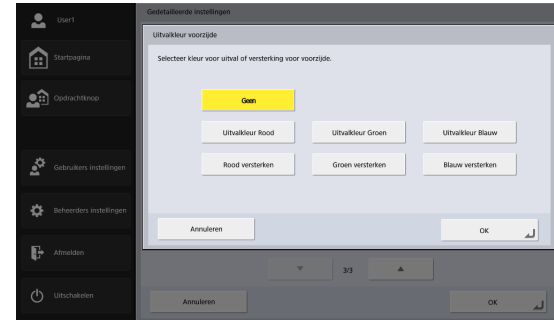 User1
Startpagina
Opdrachtknop
Gebruikers instellingen
Beheerders instellingen
Afmelden
Uitschakelen
Gedetailleerde instellingen
Uitvalkleur voorzijde
Selecteer kleur voor uitval of versterking voor voorzijde.
Geen
Uitvalkleur Rood
Uitvalkleur Groen
Uitvalkleur Blauw
Rood versterken
Groen versterken
Blauw versterken
Annuleren
OK
3/3
Annuleren
OK